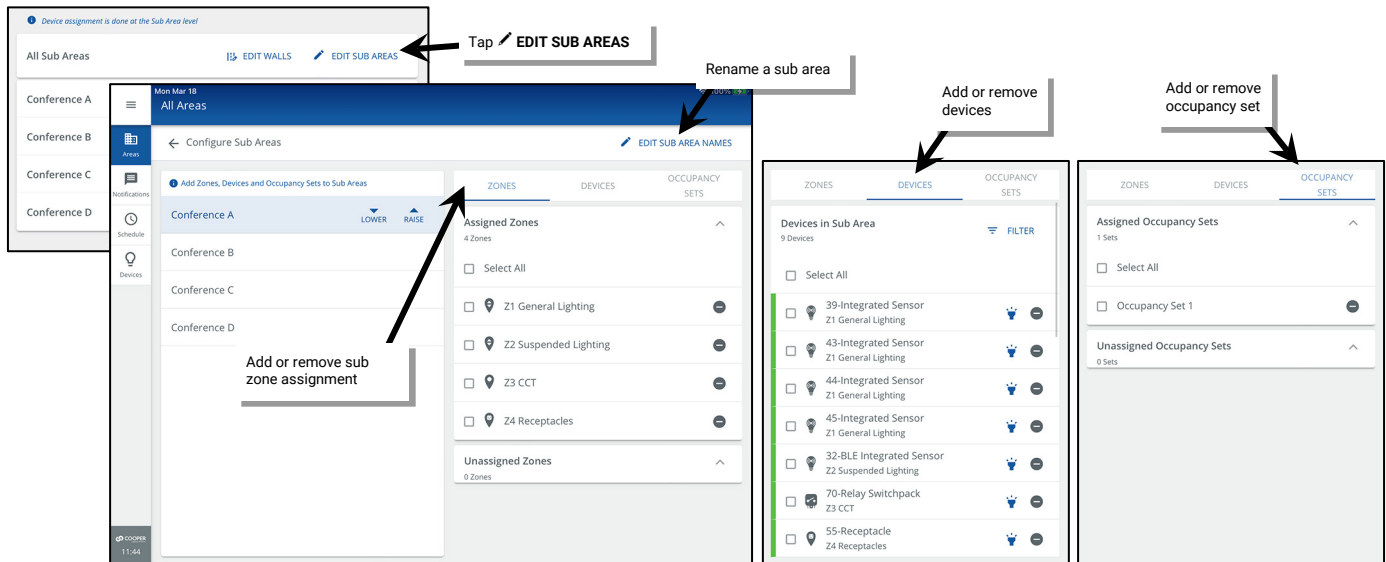 Device assignment is done at the Sub Area level
All Sub Areas
EDIT WALLS
EDIT SUB AREAS
Conference A
Conference B
Conference C
Conference D
Tap EDIT SUB AREAS
Rename a sub area
Add or remove
devices
Add or remove
occupancy set
Mon Mar 18
All Areas
Areas
Notifications
Schedule
Devices
COOPER
11:44
Configure Sub Areas
EDIT SUB AREA NAMES
Add Zones, Devices and Occupancy Sets to Sub Areas
Conference A
LOWER
RAISE
Conference B
Conference C
Conference D
Add or remove sub
zone assignment
ZONES
DEVICES
OCCUPANCY
SETS
Assigned Zones
4 Zones
Select All
Z1 General Lighting
Z2 Suspended Lighting
Z3 CCT
Z4 Receptacles
Unassigned Zones
0 Zones
ZONES
DEVICES
OCCUPANCY
SETS
Devices in Sub Area
9 Devices
FILTER
Select All
39-Integrated Sensor
Z1 General Lighting
43-Integrated Sensor
Z1 General Lighting
44-Integrated Sensor
Z1 General Lighting
45-Integrated Sensor
Z1 General Lighting
32-BLE Integrated Sensor
Z2 Suspended Lighting
70-Relay Switchpack
Z3 CCT
55-Receptacle
Z4 Receptacles
ZONES
DEVICES
OCCUPANCY
SETS
Assigned Occupancy Sets
1 Sets
Select All
Occupancy Set 1
Unassigned Occupancy Sets
0 Sets